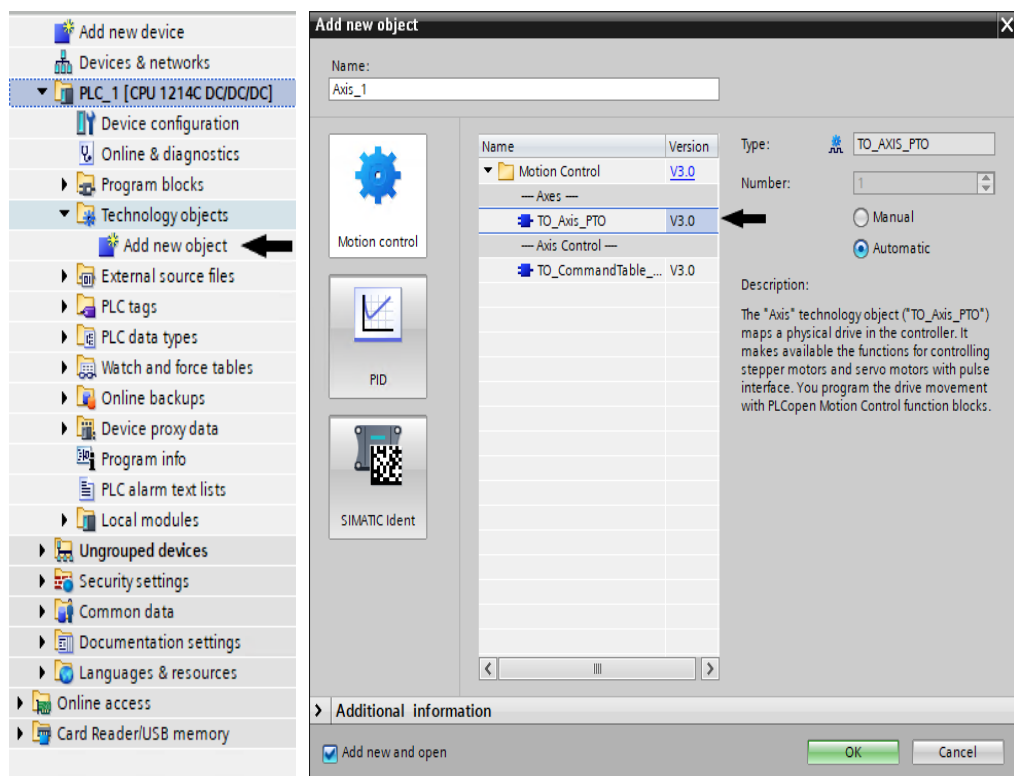 Add new device
Devices & networks
PLC_1 [CPU 1214C DC/DC/DC]
Device configuration
Online & diagnostics
Program blocks
Technology objects
Add new object
External source files
PLC tags
PLC data types
Watch and force tables
Online backups
Device proxy data
Program info
PLC alarm text lists
Local modules
Ungrouped devices
Security settings
Common data
Documentation settings
Languages & resources
Online access
Card Reader/USB memory
Add new object
X
Name:
Axis_1
Motion control
PID
SIMATIC Ident
Name Version
Motion Control V3.0
— Axes —
TO_Axis_PTO V3.0
— Axis Control —
TO_CommandTable_... V3.0
Type: TO_AXIS_PTO
Number: 1
Manual
Automatic
Description:
The "Axis" technology object ("TO_Axis_PTO")
maps a physical drive in the controller. It
makes available the functions for controlling
stepper motors and servo motors with pulse
interface. You program the drive movement
with PLCopen Motion Control function blocks.
Additional information
Add new and open
OK Cancel